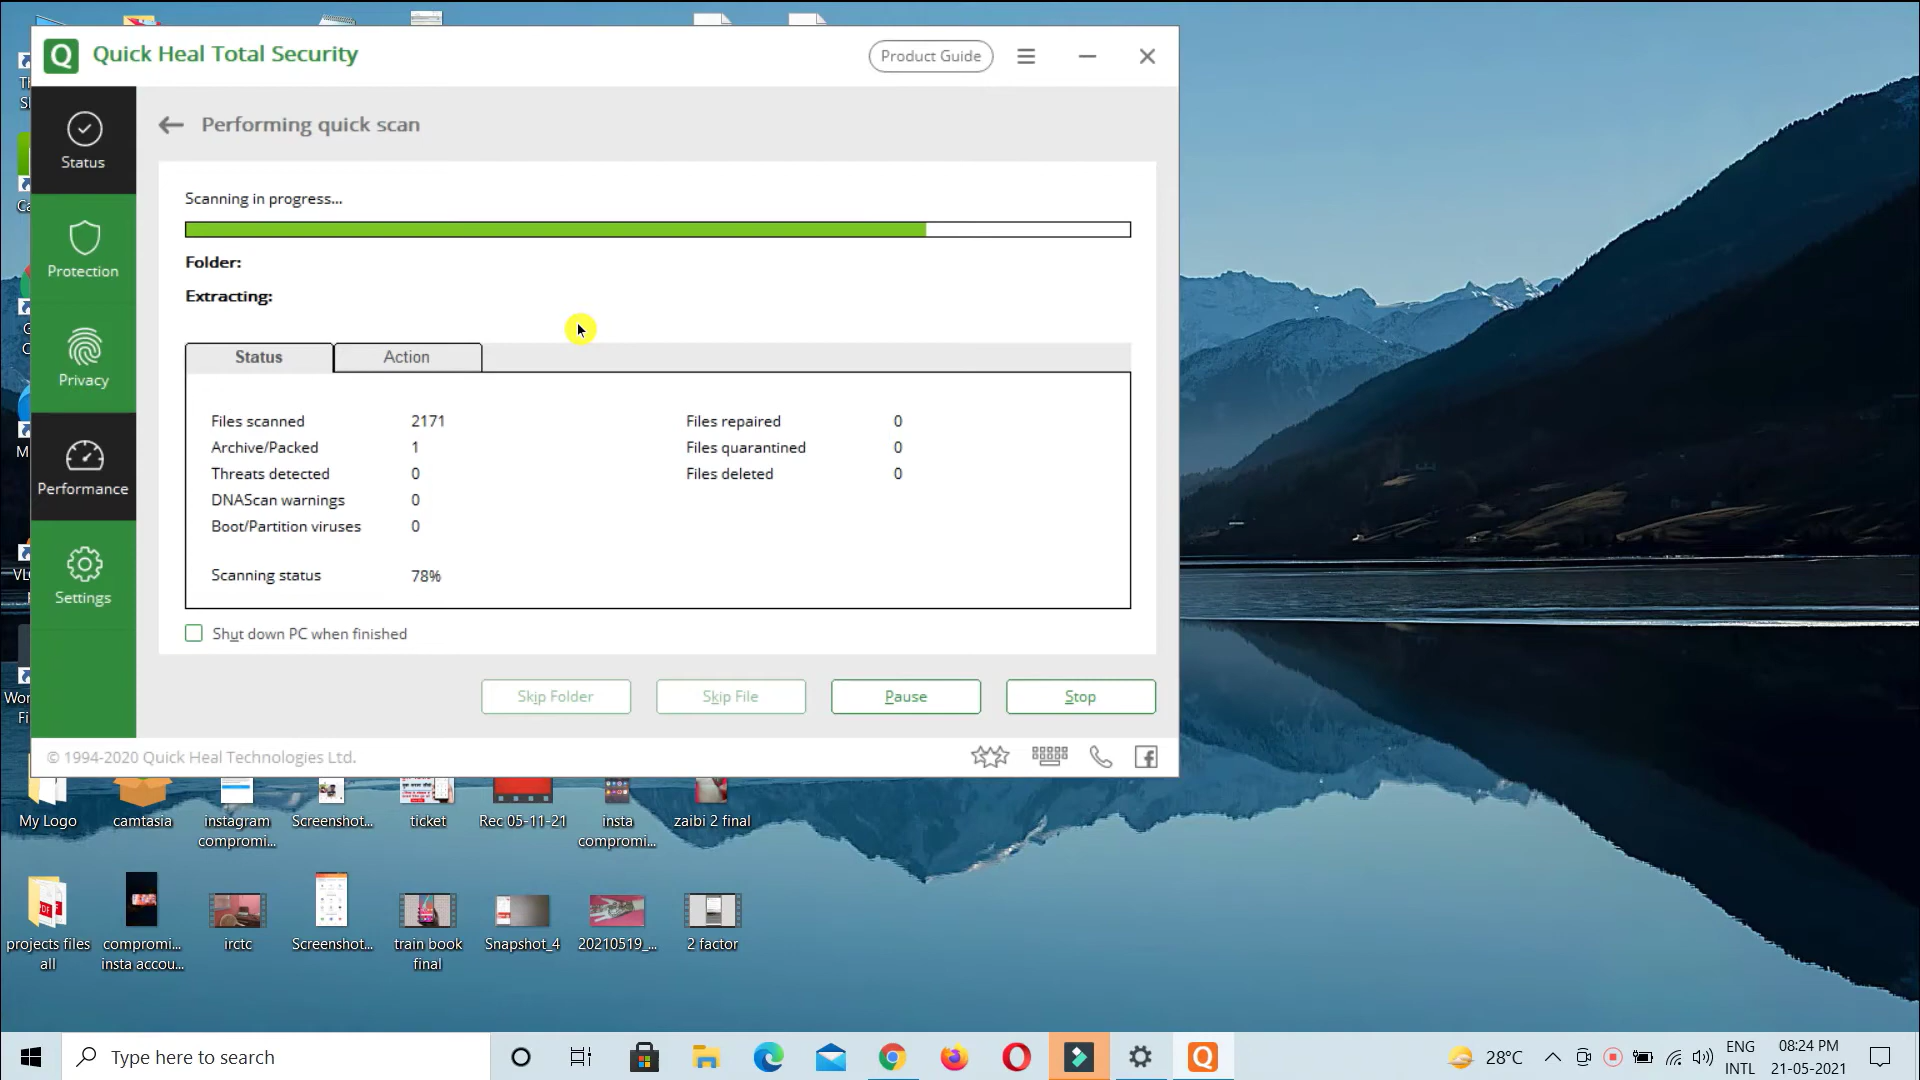 Quick Heal Total Security
Product Guide
Status
Protection
Privacy
Performance
Settings
Performing quick scan
Scanning in progress...
Folder:
Extracting:
Status Action
Files scanned 2171 Files repaired 0
Archive/Packed 1 Files quarantined 0
Threats detected 0 Files deleted 0
DNAScan warnings 0
Boot/Partition viruses 0
Scanning status 78%
Shut down PC when finished
Skip Folder Skip File Pause Stop
© 1994-2020 Quick Heal Technologies Ltd.
My Logo
camtasia
instagram
compromi...
Screenshot...
ticket
Rec 05-11-21
insta
compromi...
zaibi 2 final
projects files
all
compromi...
insta accou...
irctc
Screenshot...
train book
final
Snapshot_4
20210519_...
2 factor
Type here to search
28°C
ENG
INTL
08:24 PM
21-05-2021